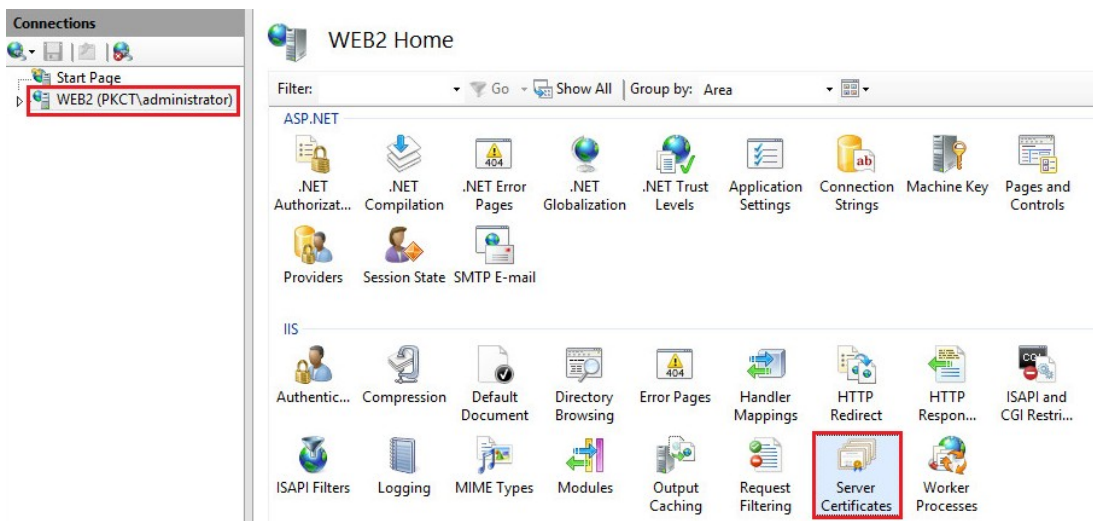 Connections
WEB2 Home
Start Page
WEB2 (PKCT\administrator)
Filter:
Go
Show All
Group by: Area
ASP.NET
.NET Authorizat...
.NET Compilation
.NET Error Pages
.NET Globalization
.NET Trust Levels
Application Settings
Connection Strings
Machine Key
Pages and Controls
Providers
Session State
SMTP E-mail
IIS
Authentic...
Compression
Default Document
Directory Browsing
Error Pages
Handler Mappings
HTTP Redirect
HTTP Respon...
ISAPI and CGI Restri...
ISAPI Filters
Logging
MIME Types
Modules
Output Caching
Request Filtering
Server Certificates
Worker Processes